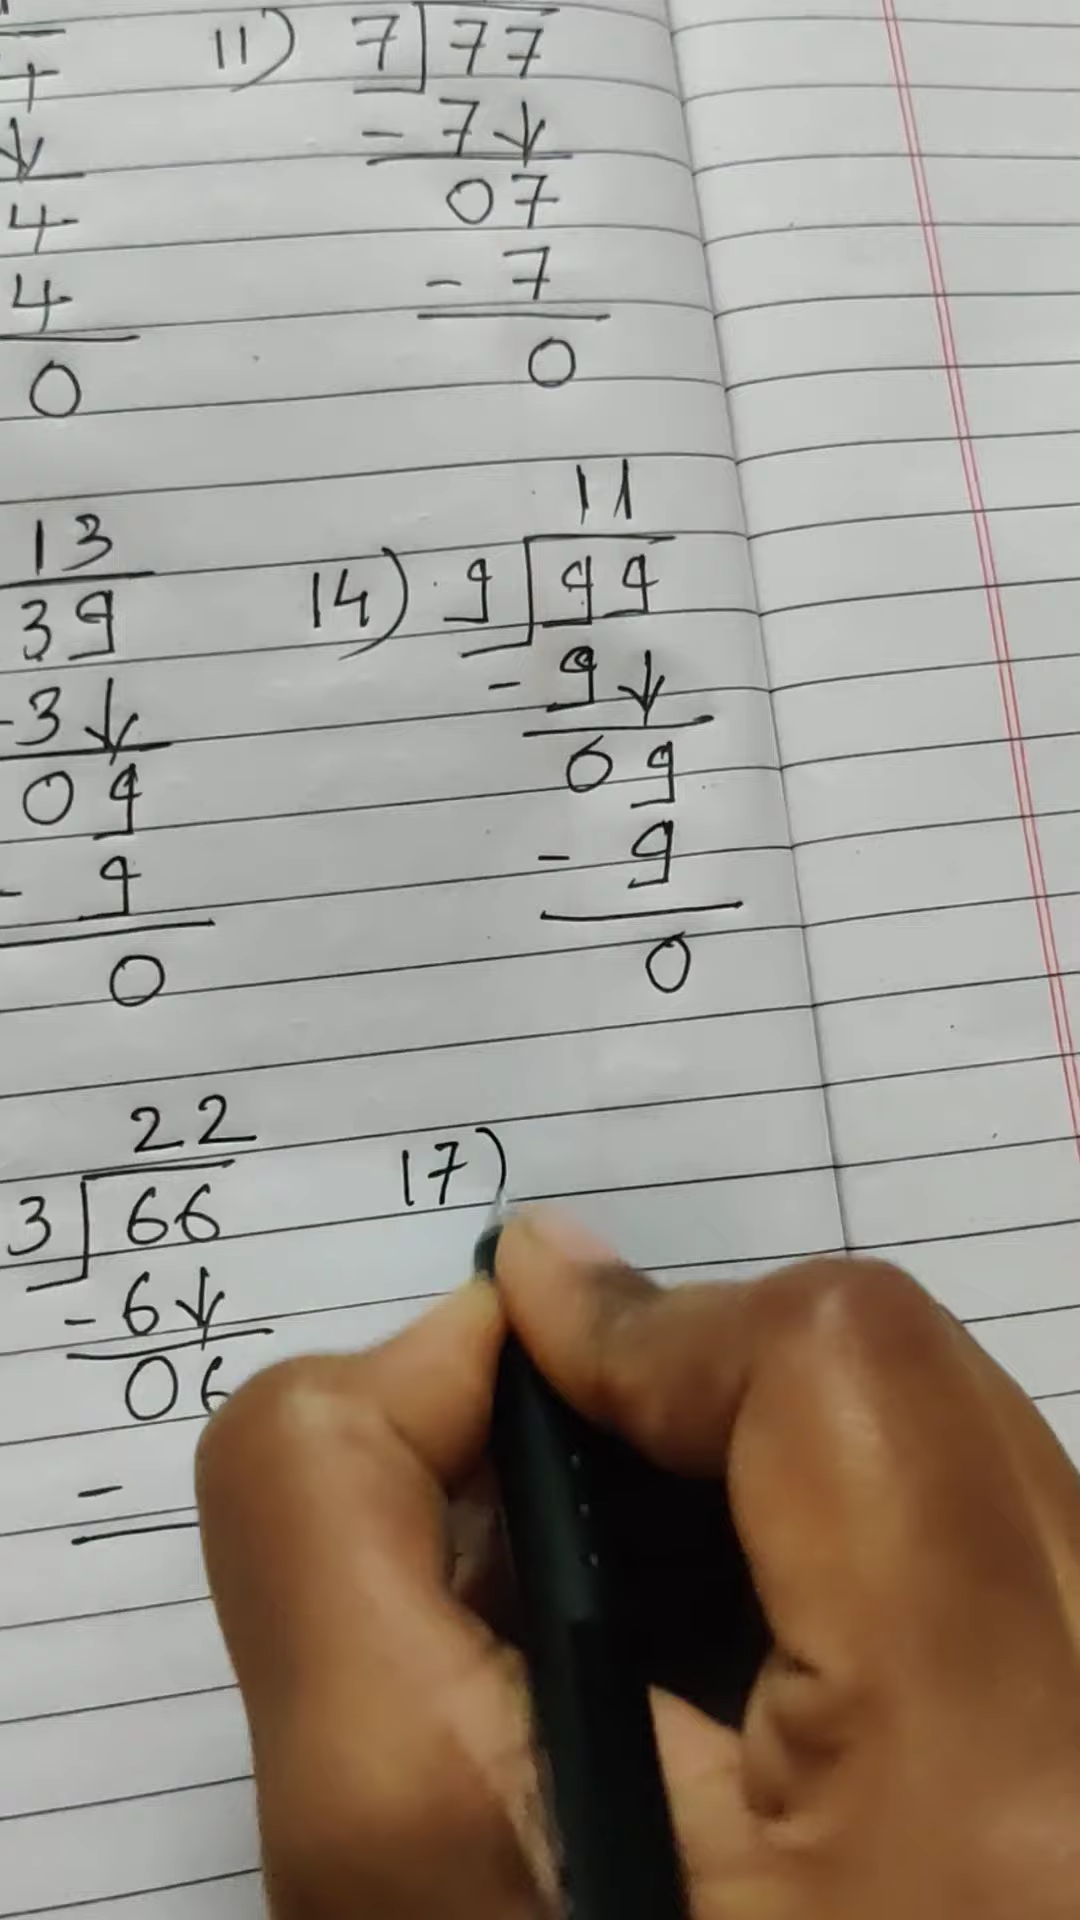 11) 7 77
- 7 ↓
4 07
4 - 7
0 0
13 11
39 14) 9 99
-3 ↓ - 9 ↓
09 09
- 9 - 9
0 0
22 17)
3 66
- 6 ↓
06
-